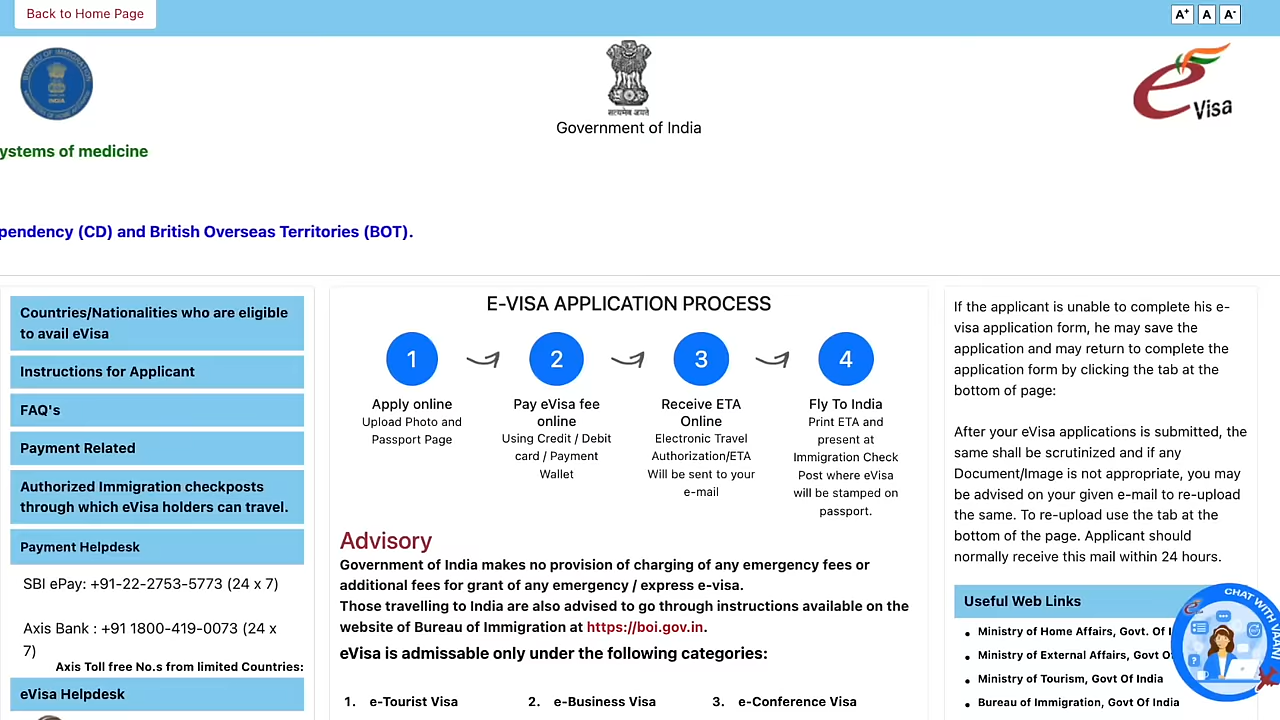 Back to Home Page
A+ A A-
BUREAU OF IMMIGRATION
INDIA
सत्यमेव जयते
Government of India
e Visa
ystems of medicine
pendency (CD) and British Overseas Territories (BOT).
Countries/Nationalities who are eligible
to avail eVisa
Instructions for Applicant
FAQ's
Payment Related
Authorized Immigration checkposts
through which eVisa holders can travel.
Payment Helpdesk
SBI ePay: +91-22-2753-5773 (24 x 7)
Axis Bank : +91 1800-419-0073 (24 x
7)
Axis Toll free No.s from limited Countries:
eVisa Helpdesk
E-VISA APPLICATION PROCESS
1
Apply online
Upload Photo and
Passport Page
2
Pay eVisa fee
online
Using Credit / Debit
card / Payment
Wallet
3
Receive ETA
Online
Electronic Travel
Authorization/ETA
Will be sent to your
e-mail
4
Fly To India
Print ETA and
present at
Immigration Check
Post where eVisa
will be stamped on
passport.
Advisory
Government of India makes no provision of charging of any emergency fees or
additional fees for grant of any emergency / express e-visa.
Those travelling to India are also advised to go through instructions available on the
website of Bureau of Immigration at https://boi.gov.in.
eVisa is admissable only under the following categories:
1. e-Tourist Visa 2. e-Business Visa 3. e-Conference Visa
If the applicant is unable to complete his e-
visa application form, he may save the
application and may return to complete the
application form by clicking the tab at the
bottom of page:
After your eVisa applications is submitted, the
same shall be scrutinized and if any
Document/Image is not appropriate, you may
be advised on your given e-mail to re-upload
the same. To re-upload use the tab at the
bottom of the page. Applicant should
normally receive this mail within 24 hours.
Useful Web Links
Ministry of Home Affairs, Govt. Of I
Ministry of External Affairs, Govt O
Ministry of Tourism, Govt Of India
Bureau of Immigration, Govt Of India
CHAT WITH VAANI